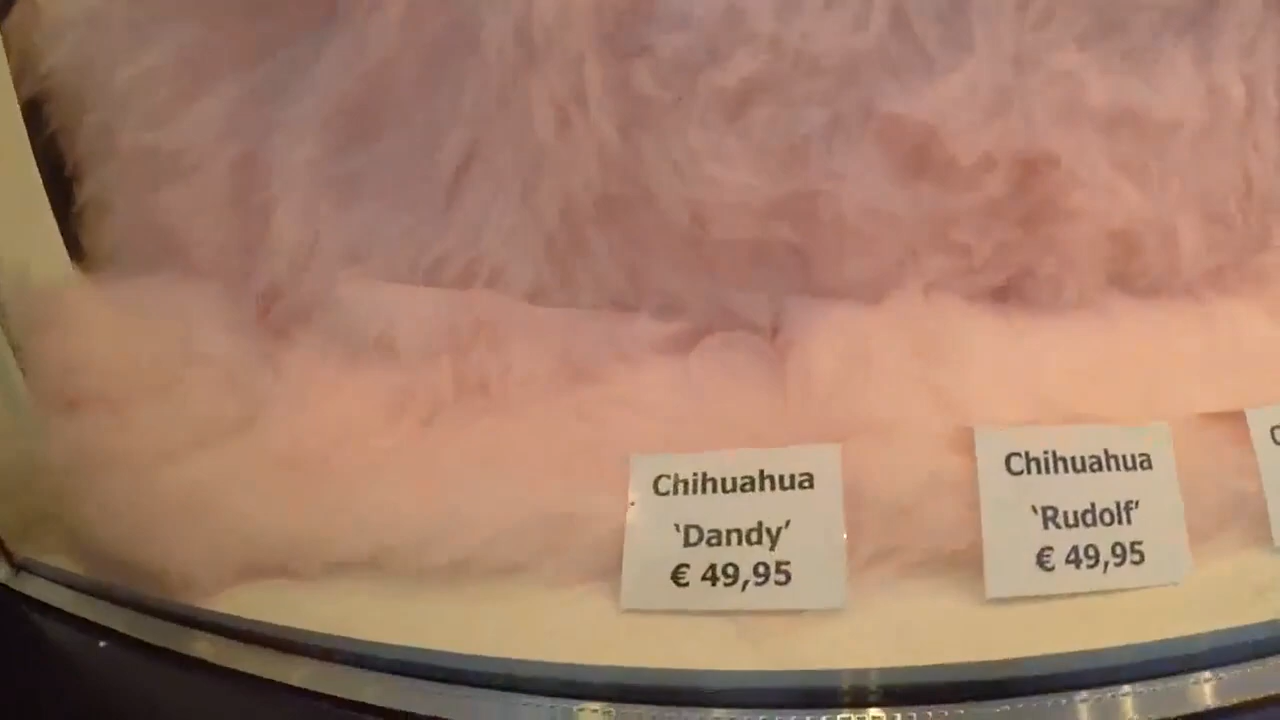 Chihuahua
‘Dandy’
€ 49,95
Chihuahua
‘Rudolf’
€ 49,95